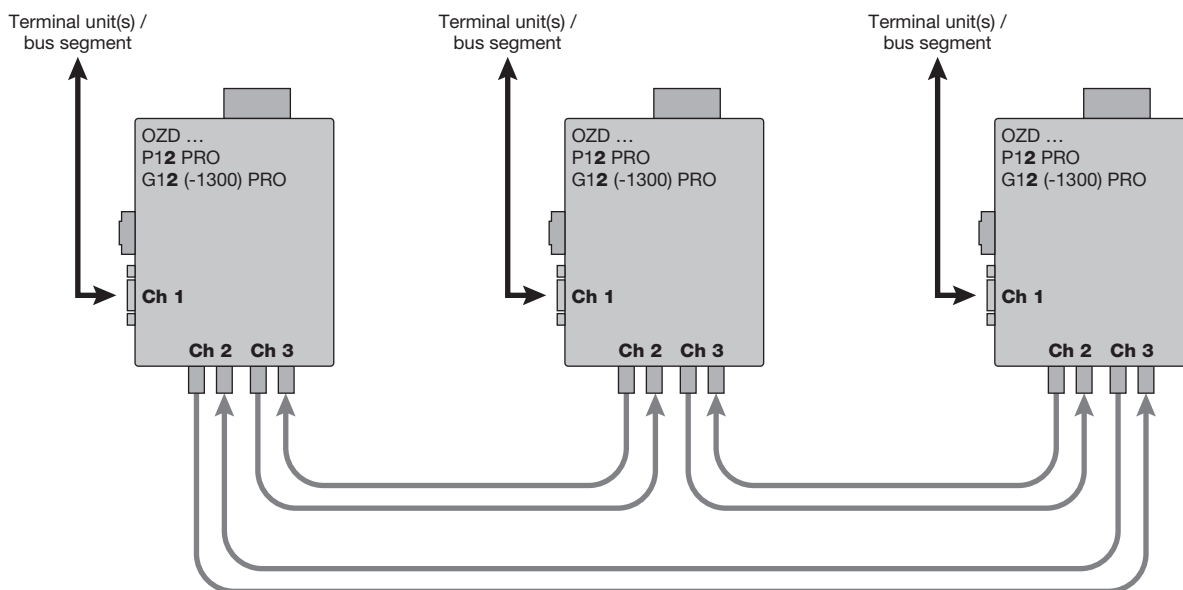 Terminal unit(s) /
bus segment
Terminal unit(s) /
bus segment
Terminal unit(s) /
bus segment
OZD ...
P12 PRO
G12 (-1300) PRO
Ch 1
Ch 2 Ch 3
OZD ...
P12 PRO
G12 (-1300) PRO
Ch 1
Ch 2 Ch 3
OZD ...
P12 PRO
G12 (-1300) PRO
Ch 1
Ch 2 Ch 3